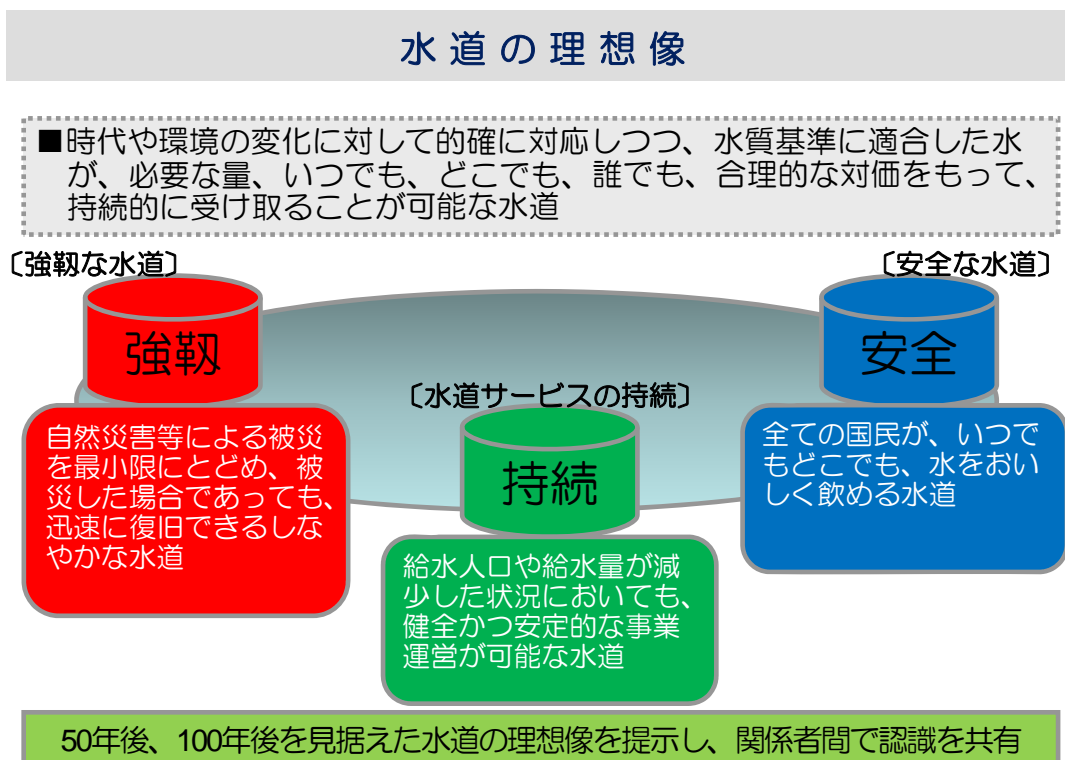 水道の理想像
■時代や環境の変化に対して的確に対応しつつ、水質基準に適合した水
が、必要な量、いつでも、どこでも、誰でも、合理的な対価をもって、
持続的に受け取ることが可能な水道
〔強靱な水道〕
〔安全な水道〕
強靱
安全
〔水道サービスの持続〕
持続
自然災害等による被災
を最小限にとどめ、被
災した場合であっても、
迅速に復旧できるしな
やかな水道
全ての国民が、いつで
もどこでも、水をおい
しく飲める水道
給水人口や給水量が減
少した状況においても、
健全かつ安定的な事業
運営が可能な水道
50年後、100年後を見据えた水道の理想像を提示し、関係者間で認識を共有